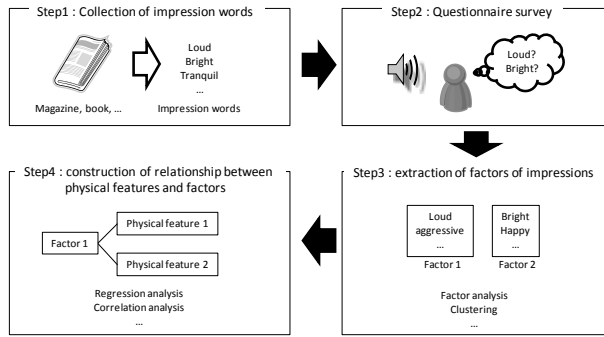 Step1 : Collection of impression words
Loud
Bright
Tranquil
...
Magazine, book, ...
Impression words
Step2 : Questionnaire survey
Loud?
Bright?
Step3 : extraction of factors of impressions
Loud
aggressive
...
Factor 1
Bright
Happy
...
Factor 2
Factor analysis
Clustering
...
Step4 : construction of relationship between
physical features and factors
Factor 1
Physical feature 1
Physical feature 2
Regression analysis
Correlation analysis
...